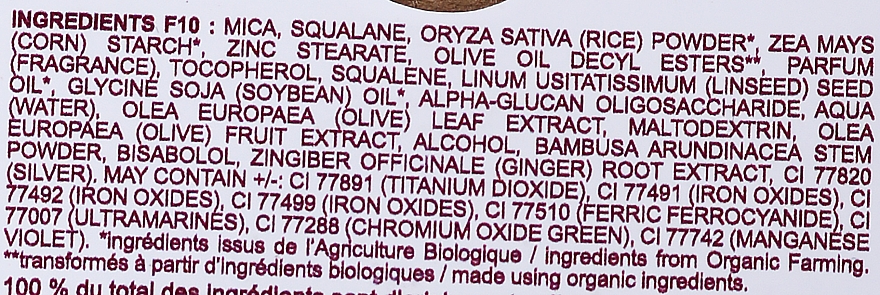 INGREDIENTS F10 : MICA, SQUALANE, ORYZA SATIVA (RICE) POWDER*, ZEA MAYS
(CORN) STARCH*, ZINC STEARATE, OLIVE OIL DECYL ESTERS**, PARFUM
(FRAGRANCE), TOCOPHEROL, SQUALENE, LINUM USITATISSIMUM (LINSEED) SEED
OIL*, GLYCINE SOJA (SOYBEAN) OIL*, ALPHA-GLUCAN OLIGOSACCHARIDE, AQUA
(WATER), OLEA EUROPAEA (OLIVE) LEAF EXTRACT, MALTODEXTRIN, OLEA
EUROPAEA (OLIVE) FRUIT EXTRACT, ALCOHOL, BAMBUSA ARUNDINACEA STEM
POWDER, BISABOLOL, ZINGIBER OFFICINALE (GINGER) ROOT EXTRACT, CI 77820
(SILVER). MAY CONTAIN +/-: CI 77891 (TITANIUM DIOXIDE), CI 77491 (IRON OXIDES), CI
77492 (IRON OXIDES), CI 77499 (IRON OXIDES), CI 77510 (FERRIC FERROCYANIDE), CI
77007 (ULTRAMARINES), CI 77288 (CHROMIUM OXIDE GREEN), CI 77742 (MANGANESE
VIOLET). *ingrédients issus de l'Agriculture Biologique / ingredients from Organic Farming.
**transformés à partir d'ingrédients biologiques / made using organic ingredients.
100 % du total des ingrédients sont